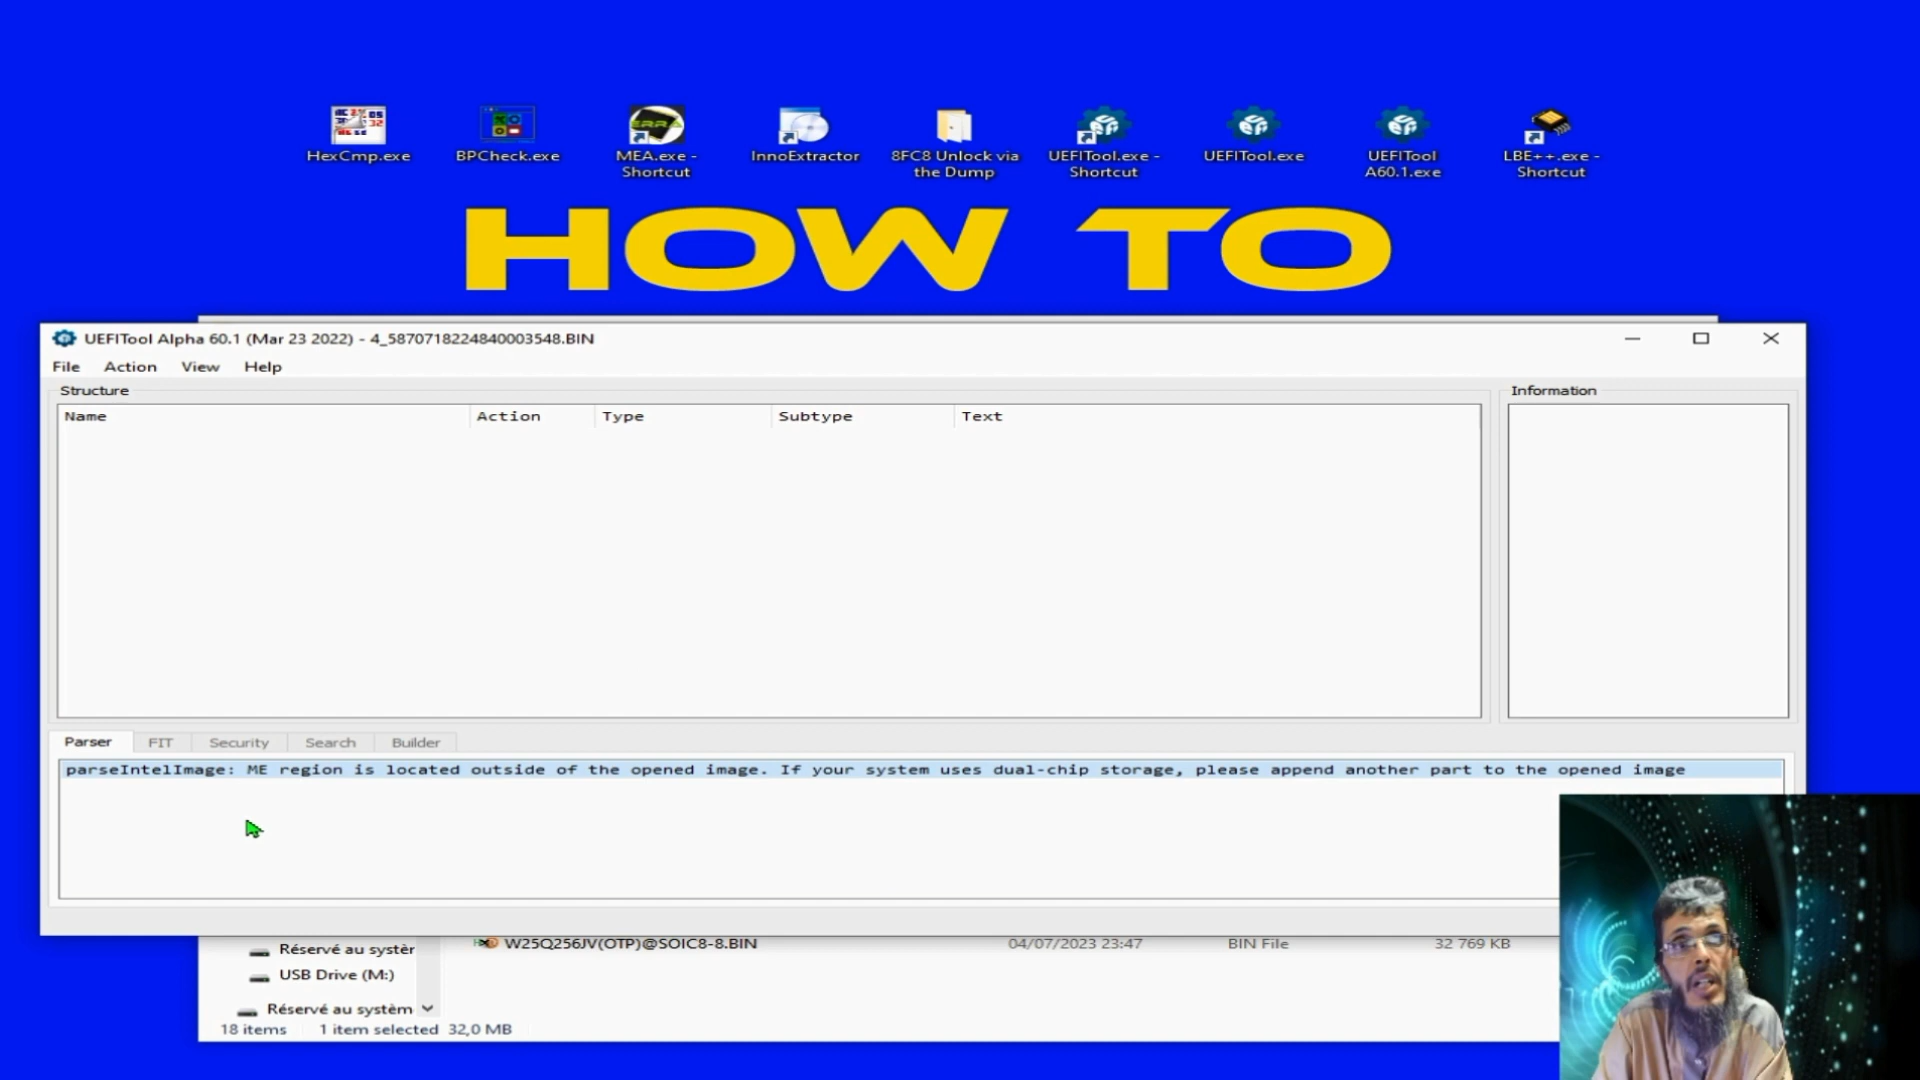 HexCmp.exe
BPCheck.exe
MEA.exe -
Shortcut
InnoExtractor
8FC8 Unlock via
the Dump
UEFITool.exe -
Shortcut
UEFITool.exe
UEFITool
A60.1.exe
LBE++.exe -
Shortcut
HOW TO
UEFITool Alpha 60.1 (Mar 23 2022) - 4_5870718224840003548.BIN
File Action View Help
Structure
Information
Name Action Type Subtype Text
Parser FIT Security Search Builder
parseIntelImage: ME region is located outside of the opened image. If your system uses dual-chip storage, please append another part to the opened image
Réservé au systèr
W25Q256JV(OTP)@SOIC8-8.BIN 04/07/2023 23:47 BIN File 32 769 KB
USB Drive (M:)
Réservé au systèm
18 items 1 item selected 32,0 MB